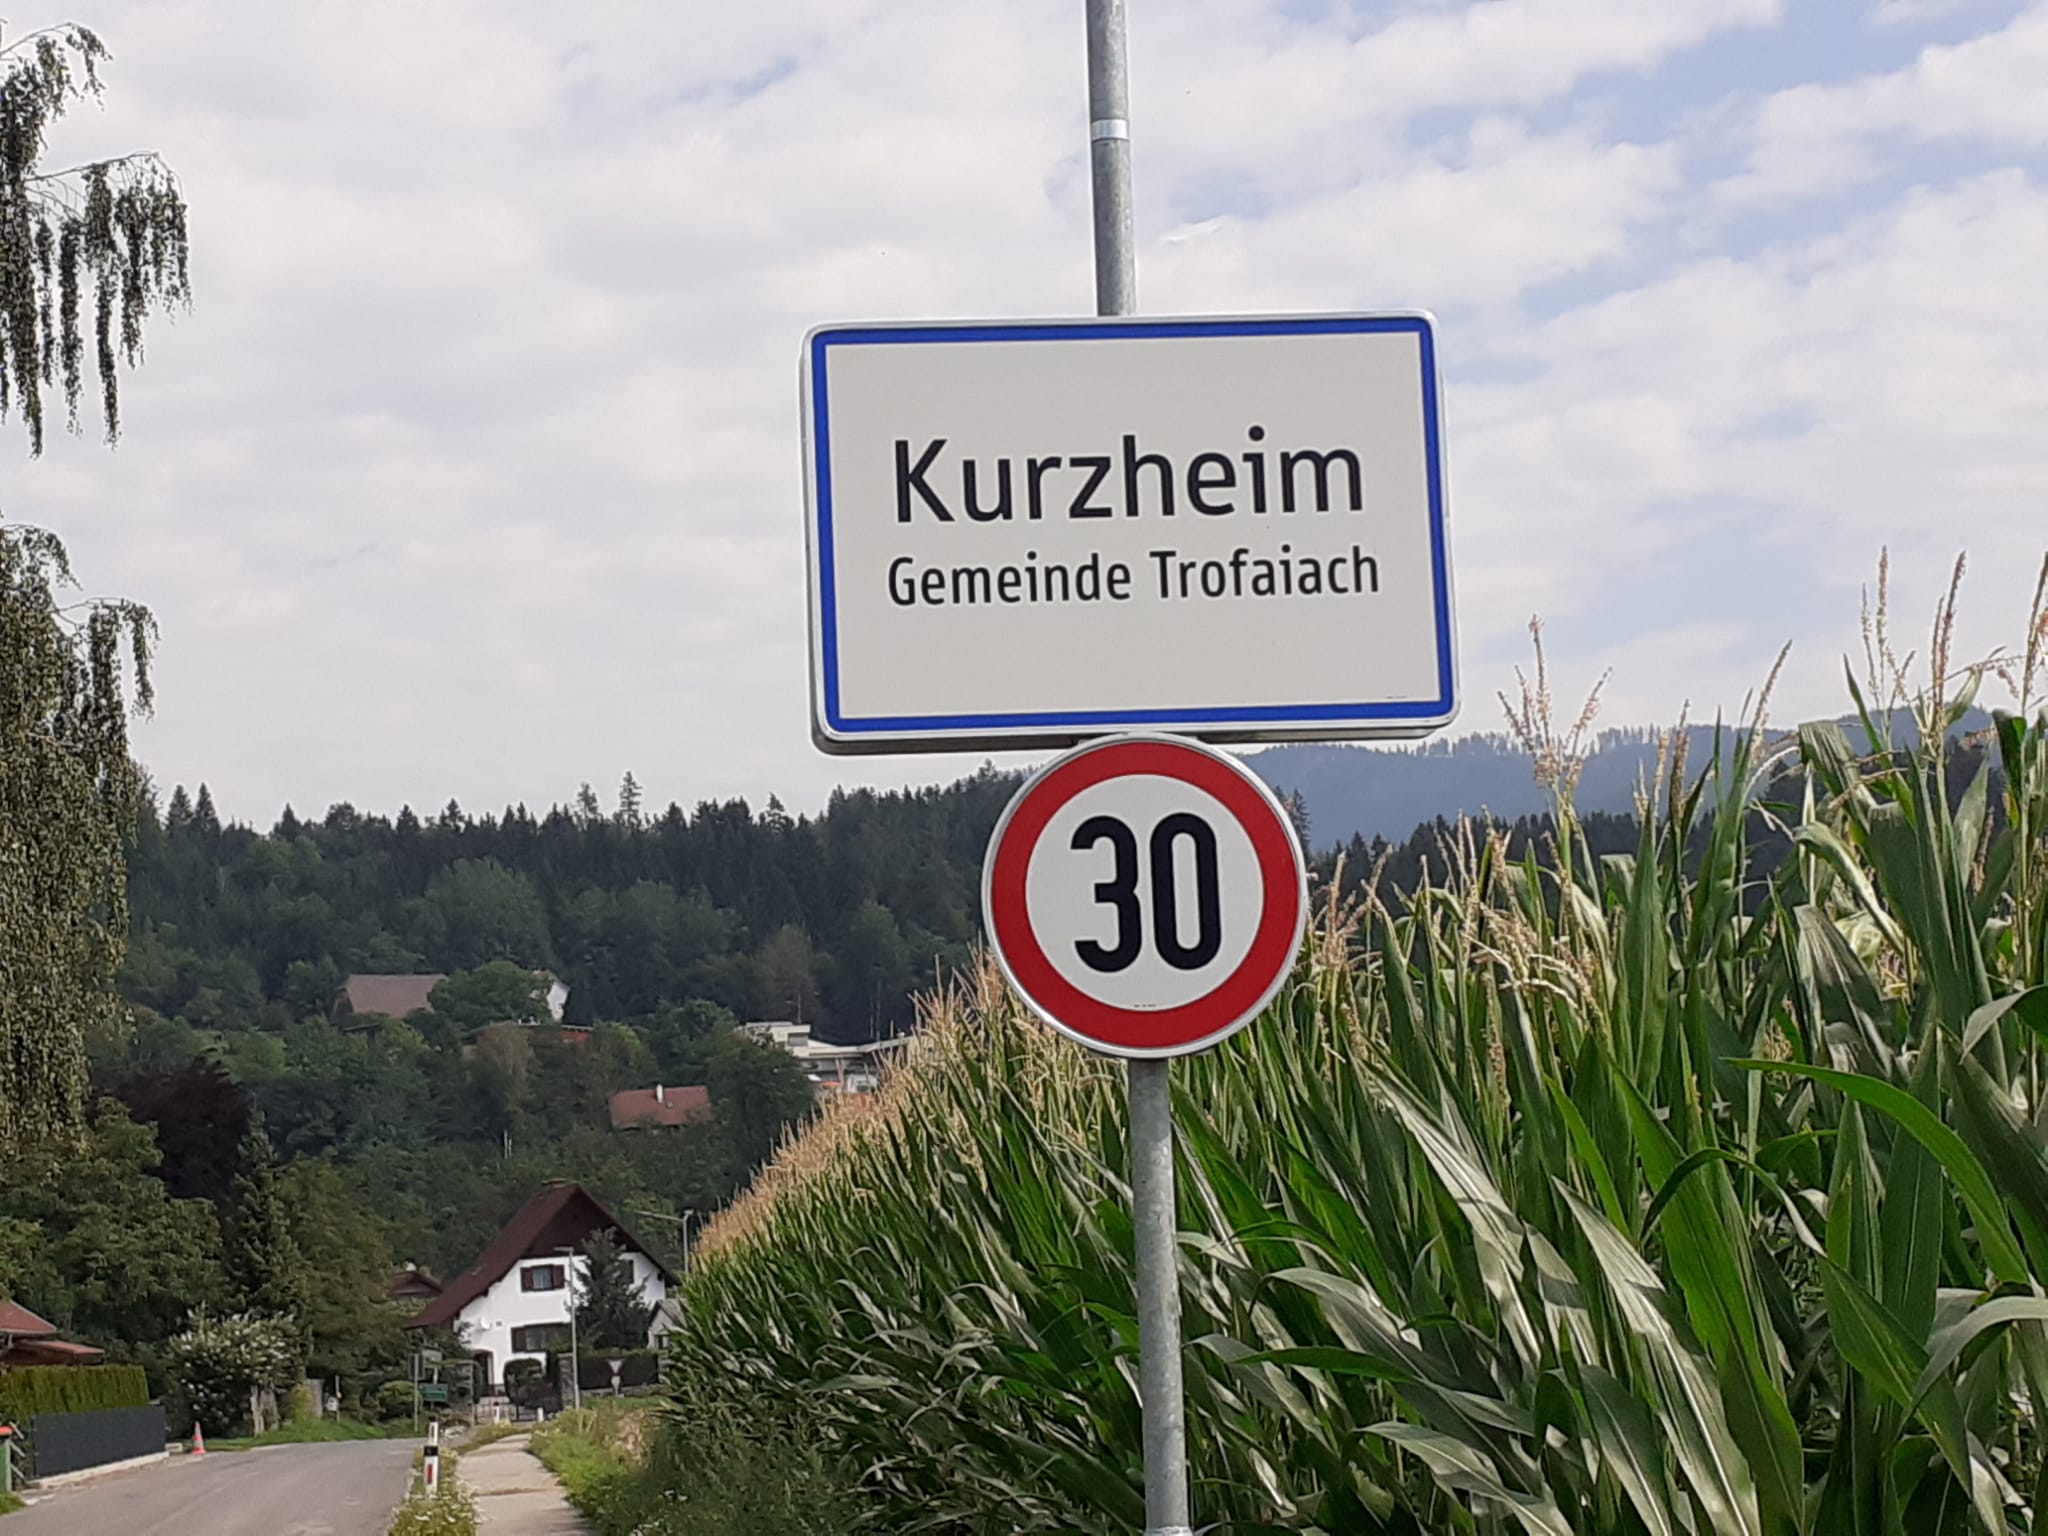 Kurzheim
Gemeinde Trofaiach
30